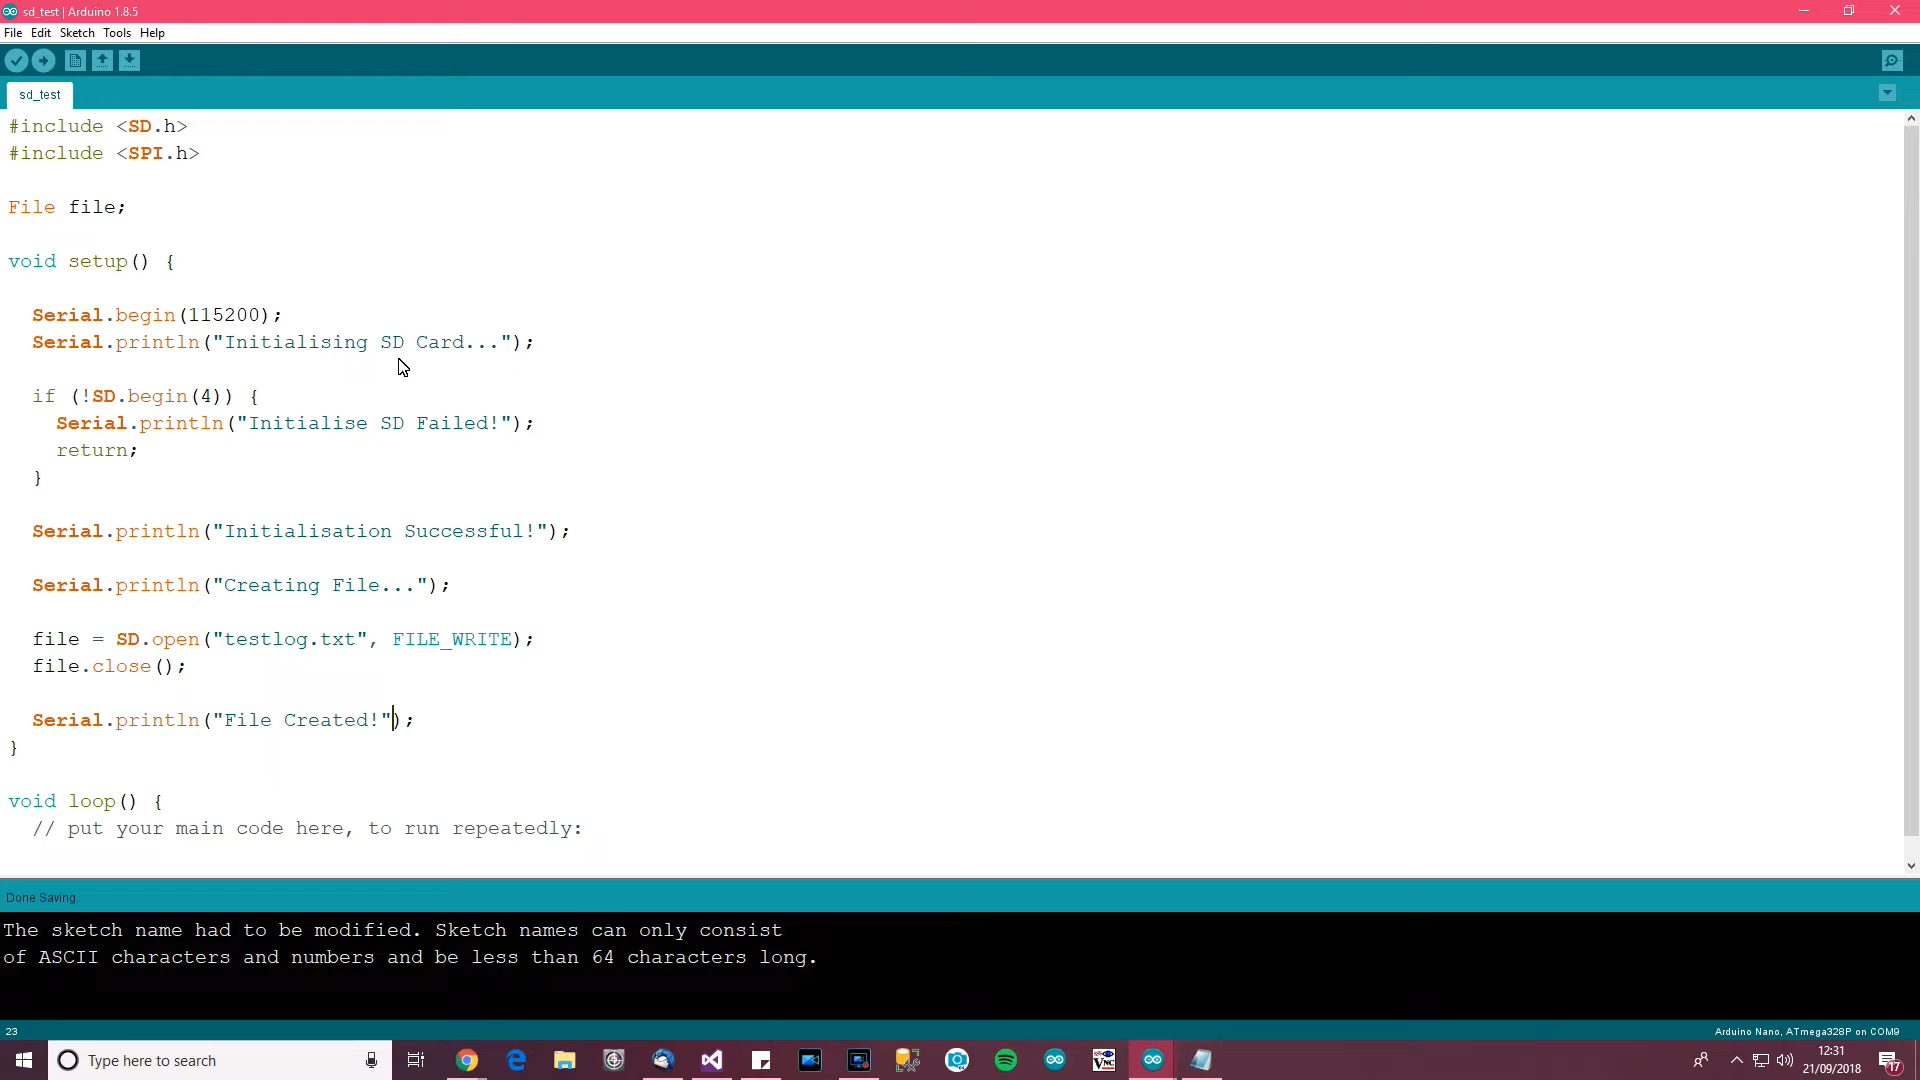 sd_test | Arduino 1.8.5
File Edit Sketch Tools Help
sd_test
#include <SD.h>
#include <SPI.h>
File file;
void setup() {
Serial.begin(115200);
Serial.println("Initialising SD Card...");
if (!SD.begin(4)) {
Serial.println("Initialise SD Failed!");
return;
}
Serial.println("Initialisation Successful!");
Serial.println("Creating File...");
file = SD.open("testlog.txt", FILE_WRITE);
file.close();
Serial.println("File Created!");
}
void loop() {
// put your main code here, to run repeatedly:
Done Saving.
The sketch name had to be modified. Sketch names can only consist
of ASCII characters and numbers and be less than 64 characters long.
23
Arduino Nano, ATmega328P on COM9
Type here to search
12:31
21/09/2018
17